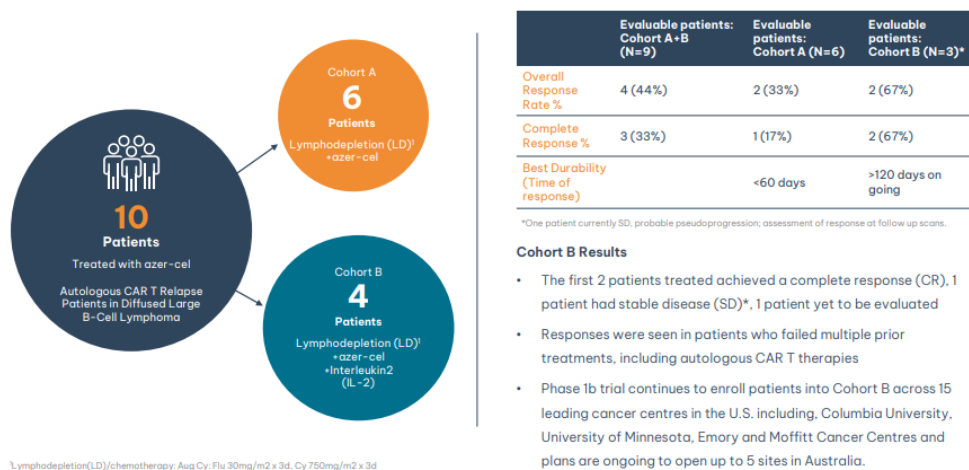 10
Patients
Treated with azer-cel
Autologous CAR T Relapse
Patients in Diffused Large
B-Cell Lymphoma
Cohort A
6
Patients
Lymphodepletion (LD)¹
+azer-cel
Cohort B
4
Patients
Lymphodepletion (LD)¹
+azer-cel
+Interleukin2
(IL-2)
¹Lymphodepletion(LD)/chemotherapy: Aug Cy: Flu 30mg/m2 x 3d, Cy 750mg/m2 x 3d
Evaluable patients:
Cohort A+B
(N=9)
Evaluable
patients:
Cohort A (N=6)
Evaluable
patients:
Cohort B (N=3)*
Overall
Response
Rate %
4 (44%)
2 (33%)
2 (67%)
Complete
Response %
3 (33%)
1 (17%)
2 (67%)
Best Durability
(Time of
response)
<60 days
>120 days on
going
*One patient currently SD, probable pseudoprogression; assessment of response at follow up scans.
Cohort B Results
• The first 2 patients treated achieved a complete response (CR), 1
patient had stable disease (SD)*, 1 patient yet to be evaluated
• Responses were seen in patients who failed multiple prior
treatments, including autologous CAR T therapies
• Phase 1b trial continues to enroll patients into Cohort B across 15
leading cancer centres in the U.S. including, Columbia University,
University of Minnesota, Emory and Moffitt Cancer Centres and
plans are ongoing to open up to 5 sites in Australia.